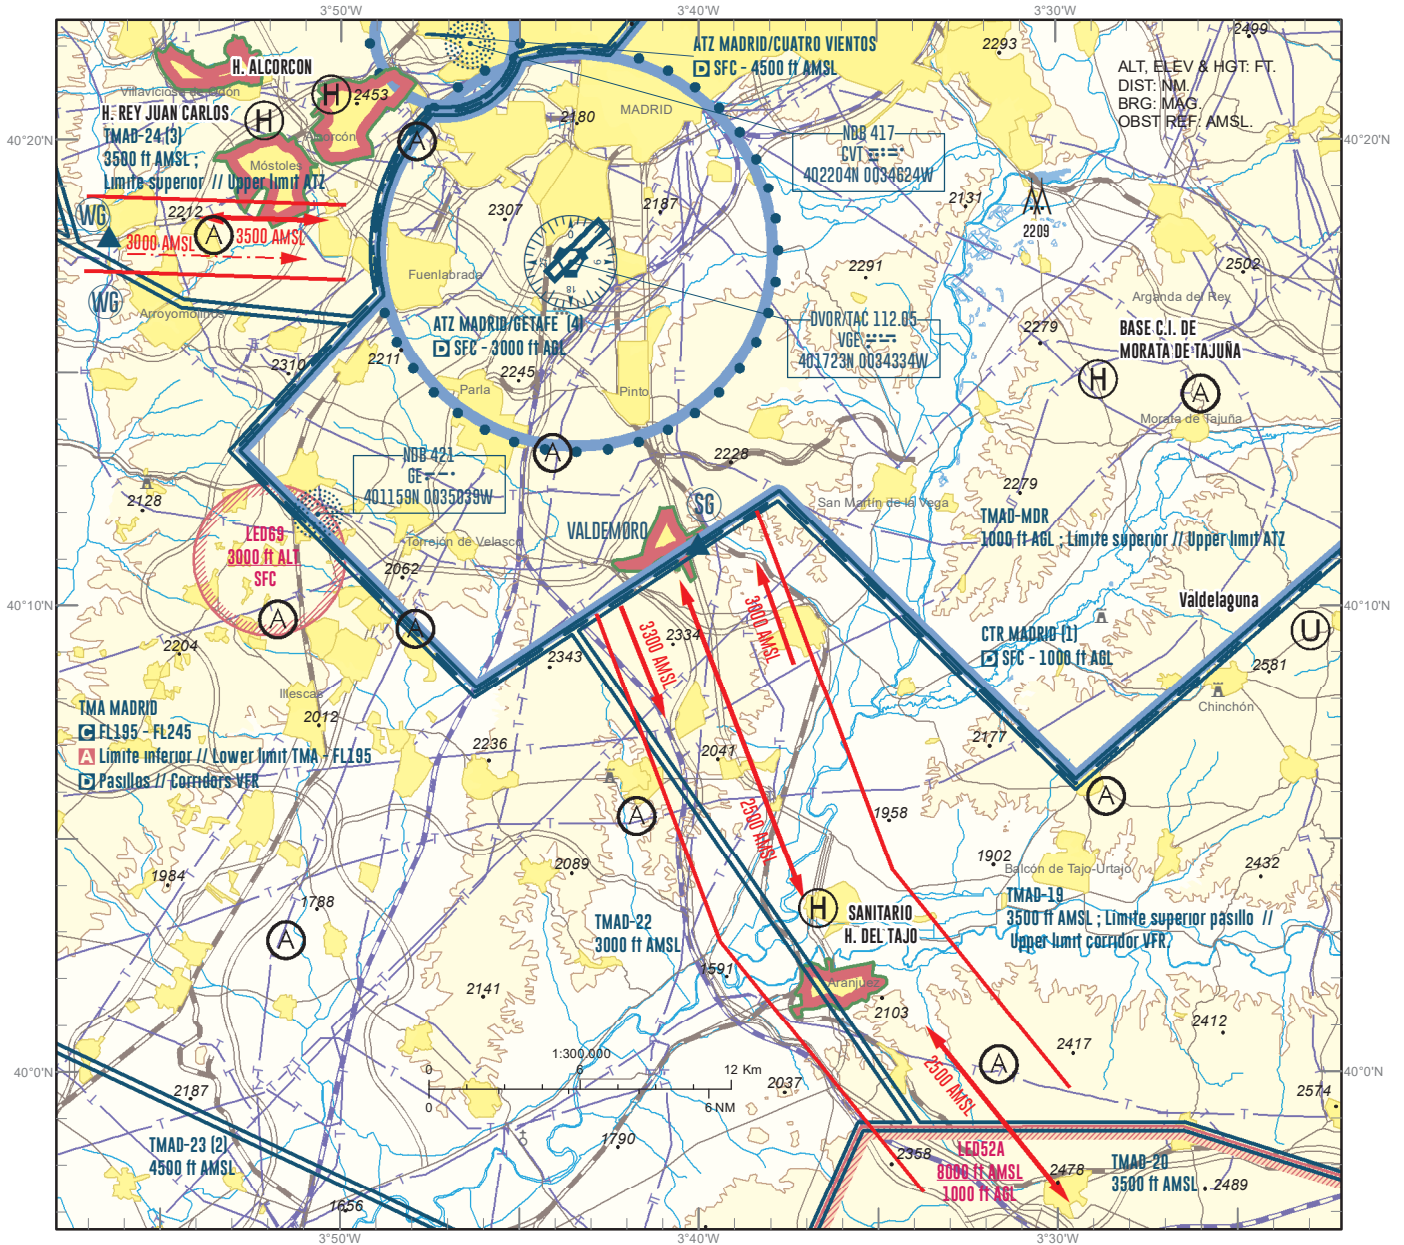 3°50'W
3°40'W
3°30'W
ATZ MADRID/CUATRO VIENTOS
D SFC - 4500 ft AMSL
2293
2499
ALT, ELEV & HGT: FT.
DIST: NM.
BRG: MAG.
OBST REF: AMSL.
H. ALCORCON
Villaviciosa de Odón
H
2453
H. REY JUAN CARLOS
H
MADRID
2180
TMAD-24 (3)
3500 ft AMSL ;
Límite superior // Upper limit ATZ
Alcorcón
Móstoles
A
40°20'N
40°20'N
NDB 417
CVT
402204N 0034624W
WG
2212
A
3500 AMSL
3000 AMSL
2307
2187
2131
2209
2291
2502
WG
Arroyomolinos
Fuenlabrada
0
9
18
Arganda del Rey
ATZ MADRID/GETAFE (4)
D SFC - 3000 ft AGL
DVOR/TAC 112.05
VGE
401723N 0034334W
2279
BASE C.I. DE
MORATA DE TAJUÑA
H
A
Morata de Tajuña
2310
2211
2245
Parla
Pinto
A
2228
NDB 421
GE
401159N 0035039W
2128
2279
San Martín de la Vega
SG
VALDEMORO
TMAD-MDR
1000 ft AGL ; Límite superior // Upper limit ATZ
LED69
3000 ft ALT
SFC
Torrejón de Velasco
2062
A
A
40°10'N
40°10'N
3300 AMSL
2334
3000 AMSL
Valdelaguna
U
CTR MADRID (1)
D SFC - 1000 ft AGL
2204
2343
2581
Chinchón
Illescas
2012
TMA MADRID
C FL195 - FL245
A Límite inferior // Lower limit TMA - FL195
D Pasillos // Corridors VFR
2236
2041
2177
A
A
2500 AMSL
1958
1984
2089
1902
Balcón de Tajo-Urtajo
2432
1788
A
H
SANITARIO
H. DEL TAJO
TMAD-22
3000 ft AMSL
TMAD-19
3500 ft AMSL ; Límite superior pasillo //
Upper limit corridor VFR.
1591
2141
Aranjuez
2103
2412
2417
A
2500 AMSL
1:300.000
0
6
12 Km
0
6 NM
40°0'N
40°0'N
2187
2037
2574
TMAD-23 (2)
4500 ft AMSL
1790
2358
LED52A
8000 ft AMSL
1000 ft AGL
2478
TMAD-20
3500 ft AMSL
2489
1656
3°50'W
3°40'W
3°30'W